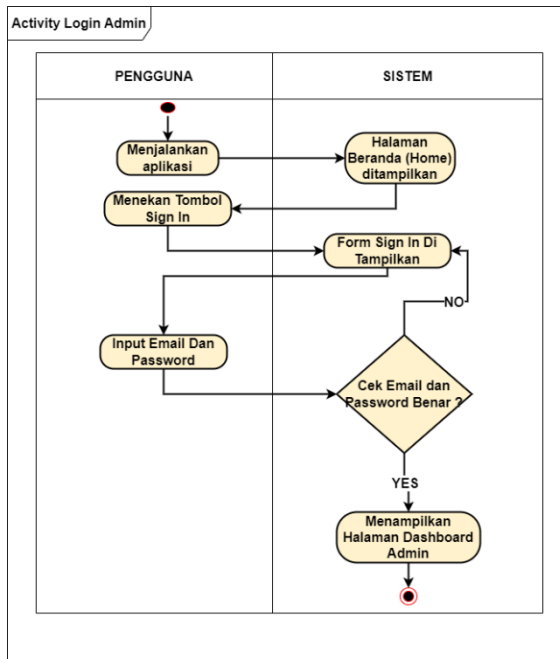 Activity Login Admin
PENGGUNA
SISTEM
Menjalankan
aplikasi
Halaman
Beranda (Home)
ditampilkan
Menekan Tombol
Sign In
Form Sign In Di
Tampilkan
NO
Input Email Dan
Password
Cek Email dan
Password Benar ?
YES
Menampilkan
Halaman Dashboard
Admin